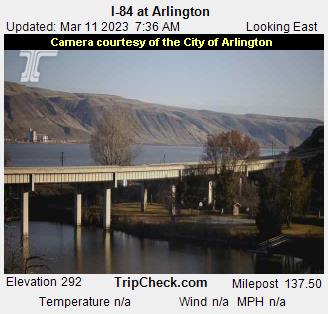 I-84 at Arlington
Updated: Mar 11 2023 7:36 AM Looking East
Camera courtesy of the City of Arlington
Elevation 292 TripCheck.com Milepost 137.50
Temperature n/a Wind n/a MPH n/a